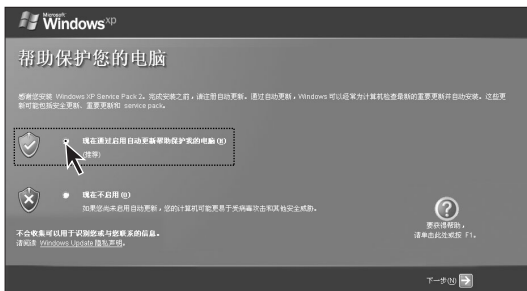 Microsoft
Windows xp
帮助保护您的电脑
感谢您安装 Windows XP Service Pack 2。完成安装之前，请注册自动更新。通过自动更新，Windows 可以经常为计算机检查最新的重要更新并自动安装。这些更
新可能包括安全更新、重要更新和 service pack。
现在通过启用自动更新帮助保护我的电脑(H)
(推荐)
现在不启用(O)
如果您尚未启用自动更新，您的计算机可能更易于受病毒攻击和其他安全威胁。
要获得帮助，
请单击此处或按 F1。
不会收集可以用于识别您或与您联系的信息。
请阅读 Windows Update 隐私声明。
下一步(N)